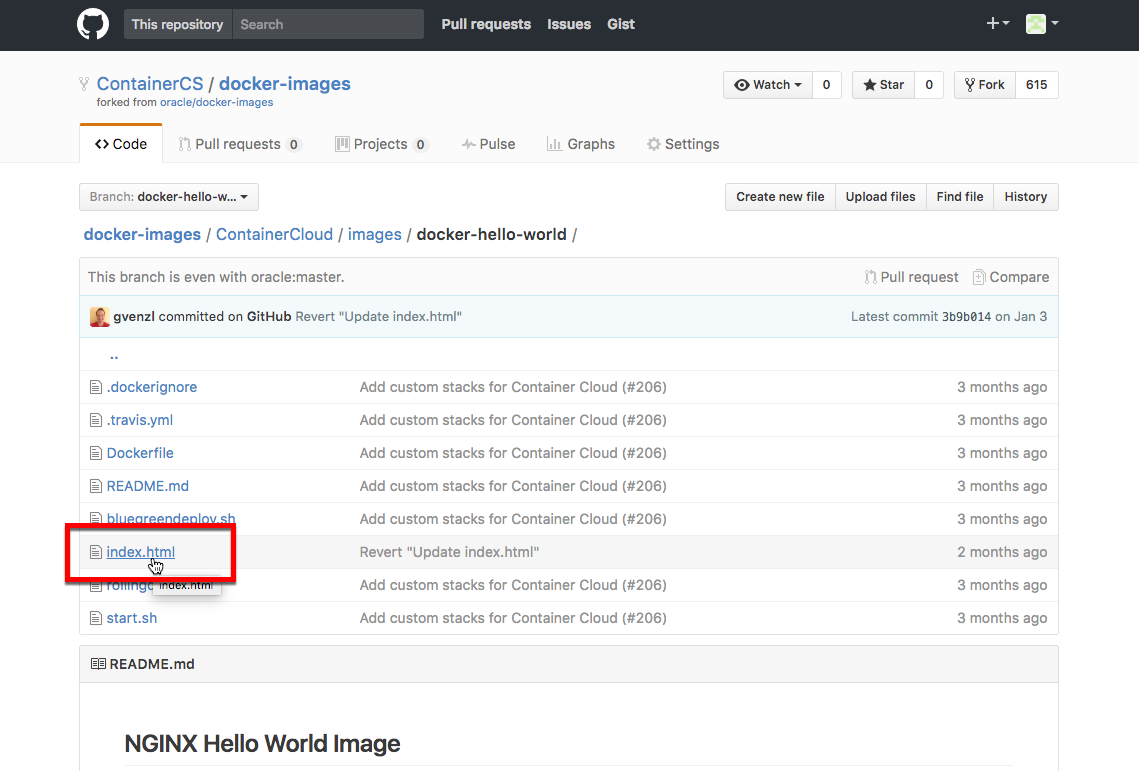 This repository Search Pull requests Issues Gist
ContainerCS / docker-images Watch 0 Star 0 Fork 615
forked from oracle/docker-images
Code Pull requests 0 Projects 0 Pulse Graphs Settings
Branch: docker-hello-w... Create new file Upload files Find file History
docker-images / ContainerCloud / images / docker-hello-world /
This branch is even with oracle:master. Pull request Compare
gvenzl committed on GitHub Revert "Update index.html" Latest commit 3b9b014 on Jan 3
..
.dockerignore Add custom stacks for Container Cloud (#206) 3 months ago
.travis.yml Add custom stacks for Container Cloud (#206) 3 months ago
Dockerfile Add custom stacks for Container Cloud (#206) 3 months ago
README.md Add custom stacks for Container Cloud (#206) 3 months ago
bluegreendeploy.sh Add custom stacks for Container Cloud (#206) 3 months ago
index.html Revert "Update index.html" 2 months ago
index.html Add custom stacks for Container Cloud (#206) 3 months ago
start.sh Add custom stacks for Container Cloud (#206) 3 months ago
README.md
NGINX Hello World Image